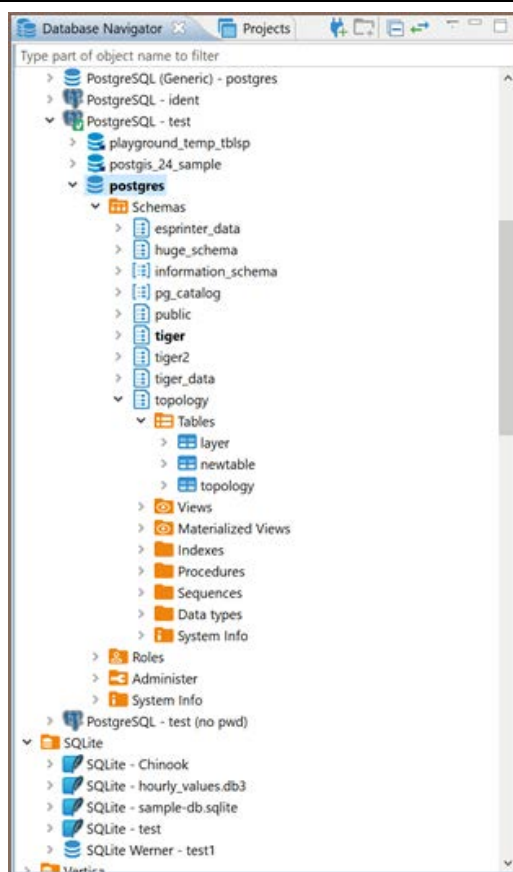 Database Navigator Projects
Type part of object name to filter
PostgreSQL (Generic) - postgres
PostgreSQL - ident
PostgreSQL - test
playground_temp_tblsp
postgis_24_sample
postgres
Schemas
esprinter_data
huge_schema
information_schema
pg_catalog
public
tiger
tiger2
tiger_data
topology
Tables
layer
newtable
topology
Views
Materialized Views
Indexes
Procedures
Sequences
Data types
System Info
Roles
Administer
System Info
PostgreSQL - test (no pwd)
SQLite
SQLite - Chinook
SQLite - hourly_values.db3
SQLite - sample-db.sqlite
SQLite - test
SQLite Werner - test1
Vertica